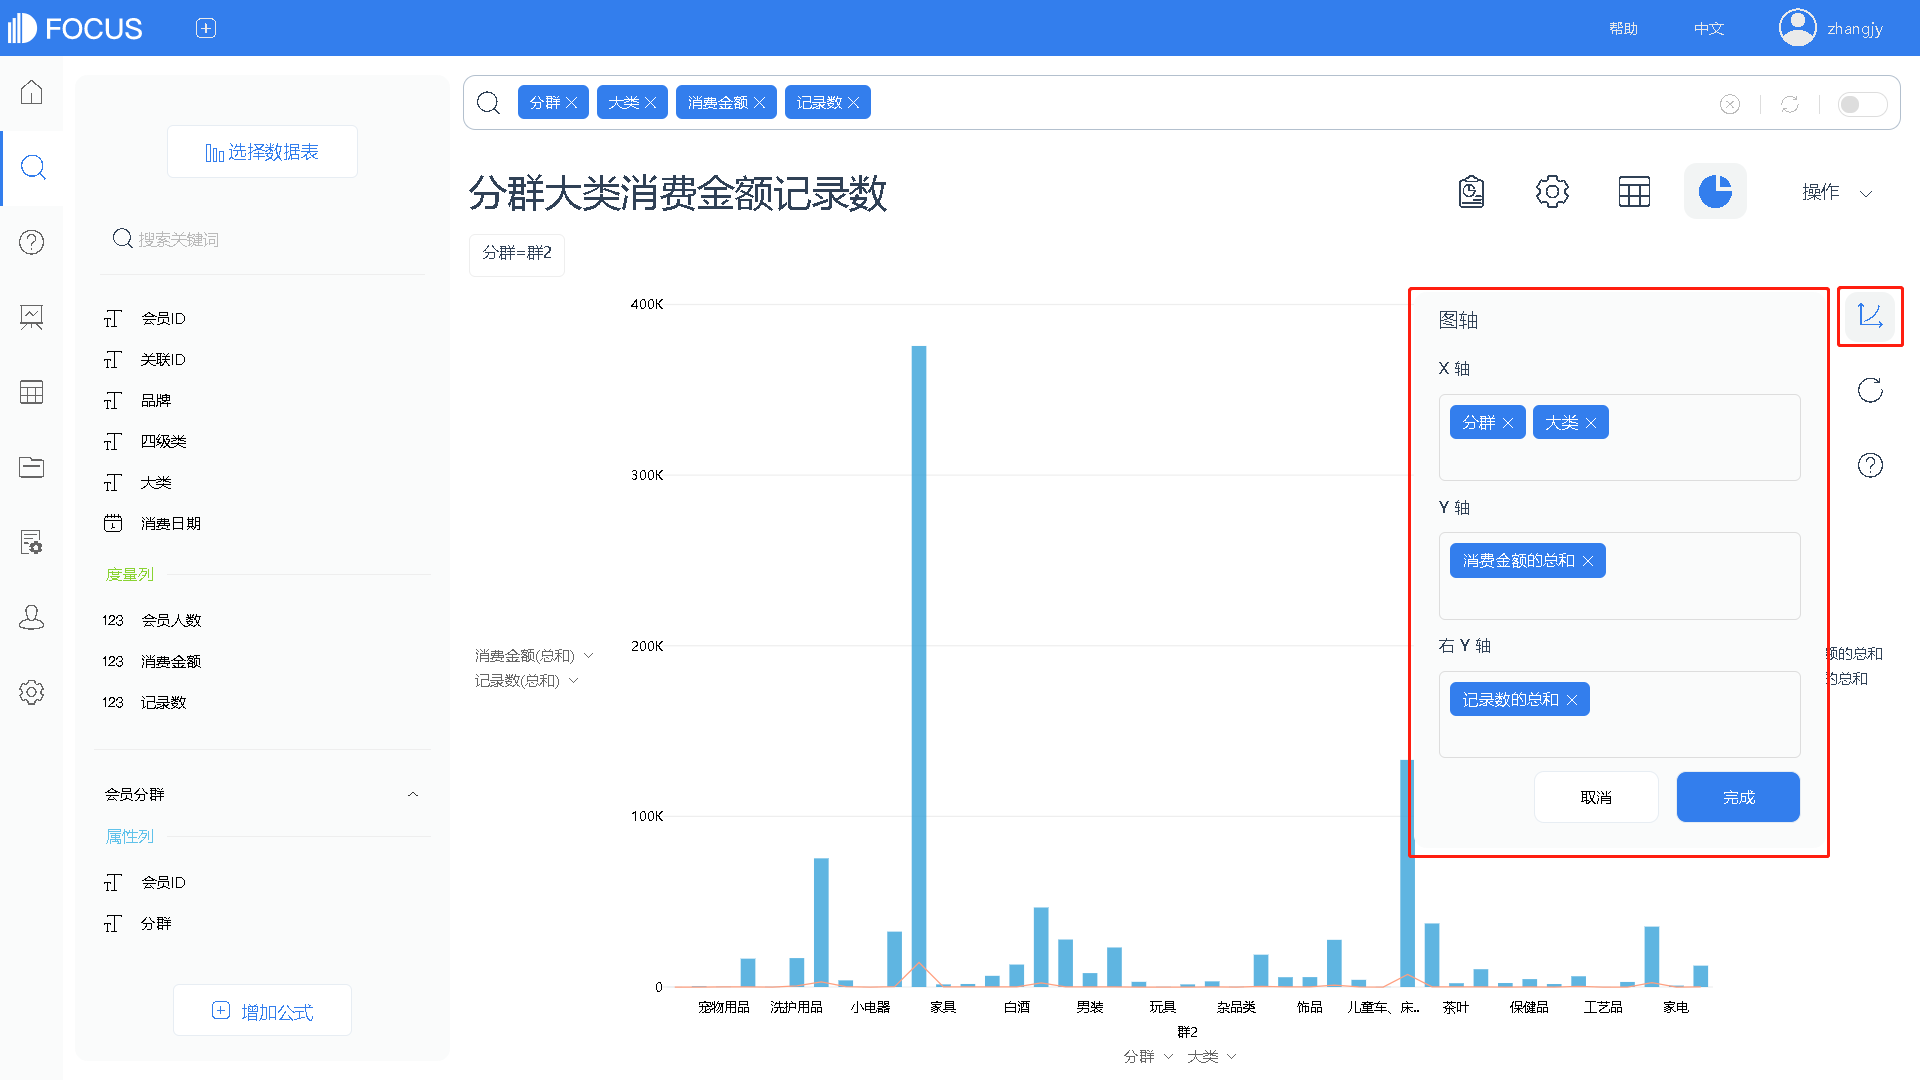 FOCUS
帮助
中文
zhangjy
选择数据表
搜索关键词
会员ID
关联ID
品牌
四级类
大类
消费日期
度量列
123 会员人数
123 消费金额
123 记录数
会员分群
属性列
会员ID
分群
增加公式
分群
大类
消费金额
记录数
分群大类消费金额记录数
操作
分群=群2
400K
300K
200K
100K
0
消费金额(总和)
记录数(总和)
宠物用品
洗护用品
小电器
家具
白酒
男装
玩具
杂品类
饰品
儿童车、床..
茶叶
保健品
工艺品
家电
群2
分群
大类
图轴
X 轴
分群
大类
Y 轴
消费金额的总和
右 Y 轴
记录数的总和
取消
完成
额的总和
的总和